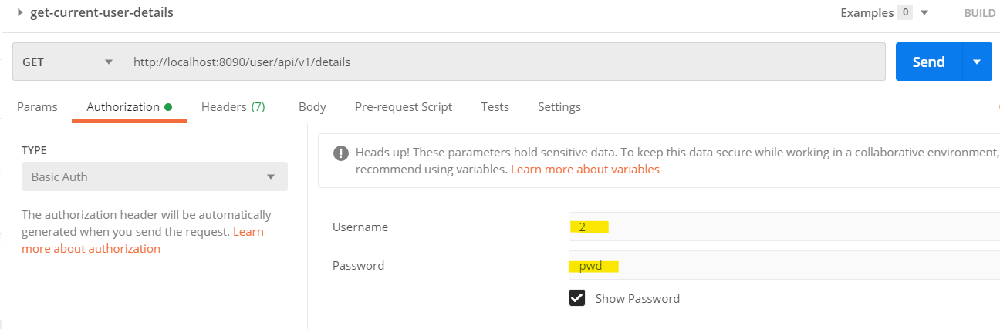 get-current-user-details
Examples 0
BUILD
GET
http://localhost:8090/user/api/v1/details
Send
Params
Authorization
Headers (7)
Body
Pre-request Script
Tests
Settings
TYPE
Basic Auth
The authorization header will be automatically
generated when you send the request. Learn
more about authorization
Heads up! These parameters hold sensitive data. To keep this data secure while working in a collaborative environment,
recommend using variables. Learn more about variables
Username
2
Password
pwd
Show Password